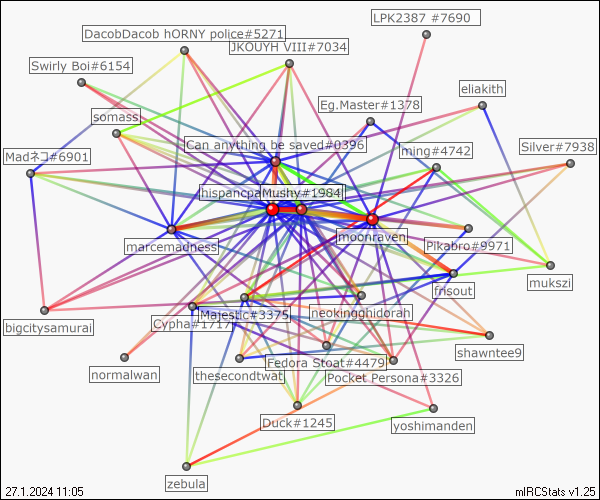 LPK2387 #7690
DacobDacob hORNY police#5271
JKOUYH VIII#7034
Swirly Boi#6154
eliakith
Eg.Master#1378
somass
Can anything be saved#0396
Silver#7938
ming#4742
Madネコ#6901
hispancpa
Mushy#1984
moonraven
marcemadness
Pikabro#9971
mukszi
frisout
Majestic#3375
neokingghidorah
Cypha#1717
bigcitysamurai
shawntee9
Fedora Stoat#4479
normalwan
thesecondtwat
Pocket Persona#3326
Duck#1245
yoshimanden
zebula
27.1.2024 11:05
mIRCStats v1.25